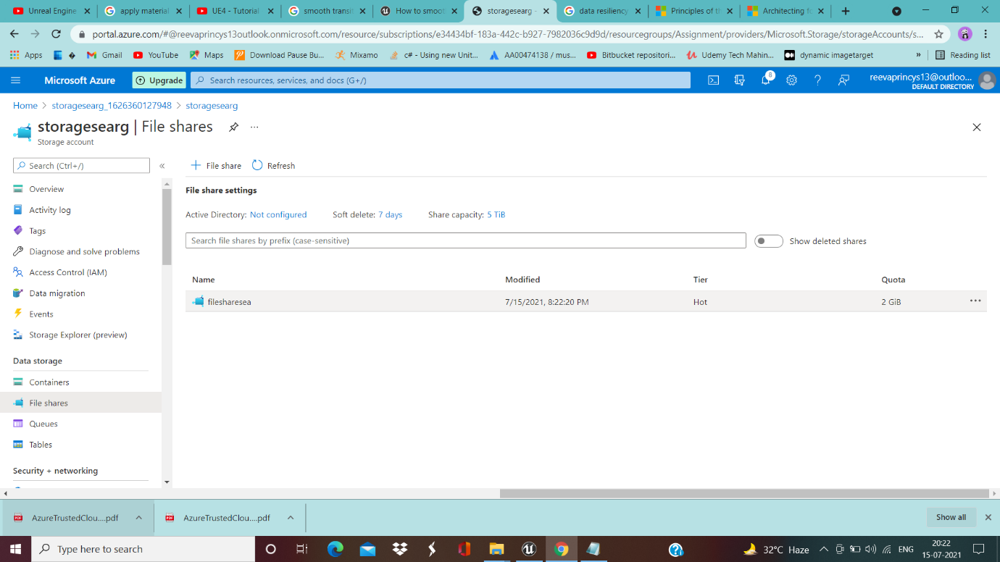 Unreal Engine
apply material
UE4 - Tutorial
smooth transit
How to smoot
storagesearg -
data resiliency
Principles of th
Architecting fo
portal.azure.com/#@reevaprincys13outlook.onmicrosoft.com/resource/subscriptions/e34434bf-183a-442c-b927-7982036c9d9d/resourcegroups/Assignment/providers/Microsoft.Storage/storageAccounts/s...
Apps
Gmail
YouTube
Maps
Download Pause Bu...
Mixamo
c# - Using new Unit...
AA00474138 / mus...
Bitbucket repositori...
Udemy Tech Mahin...
dynamic imagetarget
»
Reading list
Microsoft Azure
Upgrade
Search resources, services, and docs (G+/)
8
reevaprincys13@outloo...
DEFAULT DIRECTORY
Home > storagesearg_1626360127948 > storagesearg
storagesearg | File shares ...
Storage account
Search (Ctrl+/)
«
+ File share
Refresh
Overview
Activity log
Tags
Diagnose and solve problems
Access Control (IAM)
Data migration
Events
Storage Explorer (preview)
Data storage
Containers
File shares
Queues
Tables
Security + networking
File share settings
Active Directory: Not configured
Soft delete: 7 days
Share capacity: 5 TiB
Search file shares by prefix (case-sensitive)
Show deleted shares
Name Modified Tier Quota
filesharesea 7/15/2021, 8:22:20 PM Hot 2 GiB ...
AzureTrustedClou....pdf
AzureTrustedClou....pdf
Show all
Type here to search
32°C Haze
ENG
20:22
15-07-2021